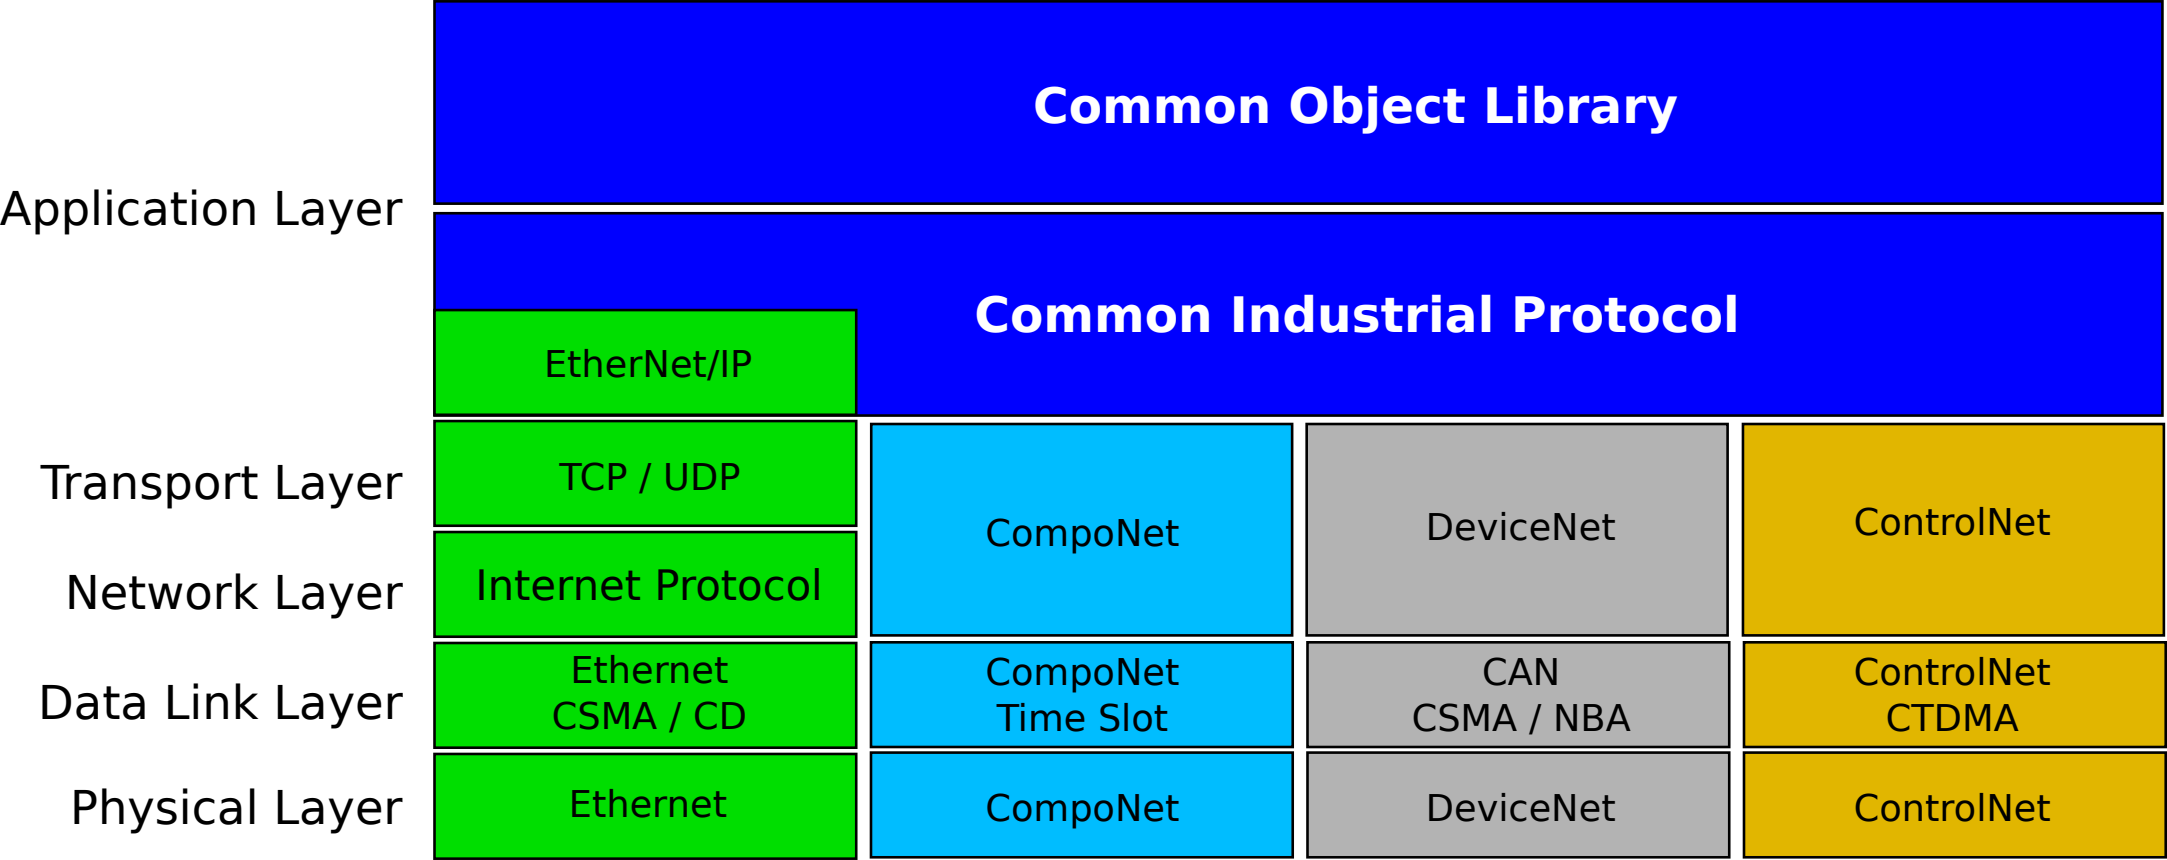 Common Object Library
Application Layer
Common Industrial Protocol
EtherNet/IP
Transport Layer
TCP / UDP
CompoNet
DeviceNet
ControlNet
Network Layer
Internet Protocol
Data Link Layer
Ethernet
CSMA / CD
CompoNet
Time Slot
CAN
CSMA / NBA
ControlNet
CTDMA
Physical Layer
Ethernet
CompoNet
DeviceNet
ControlNet